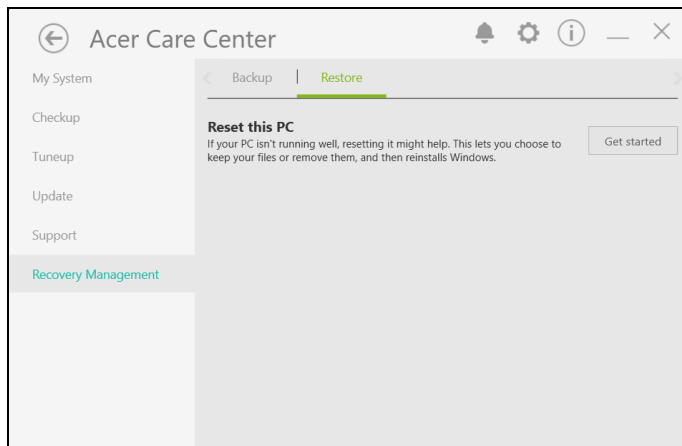 Acer Care Center
My System
Backup
Restore
Checkup
Reset this PC
If your PC isn't running well, resetting it might help. This lets you choose to
keep your files or remove them, and then reinstalls Windows.
Get started
Tuneup
Update
Support
Recovery Management